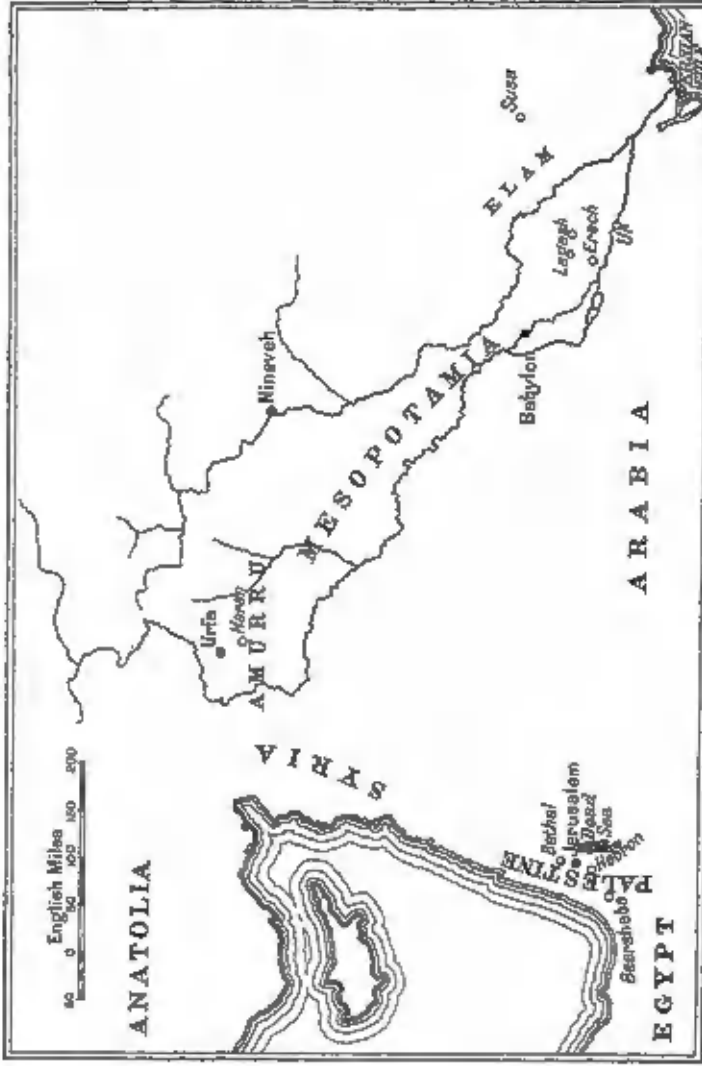 English Miles
50 0 50 100 150 200
ANATOLIA
Urfa
Haran
AMURRU
Nineveh
MESOPOTAMIA
SYRIA
ELAM
Susa
Babylon
Lagash
Erech
Ur
GULF
ARABIA
Bethel
Jerusalem
Dead
Sea
Hebron
PALESTINE
Beersheba
EGYPT